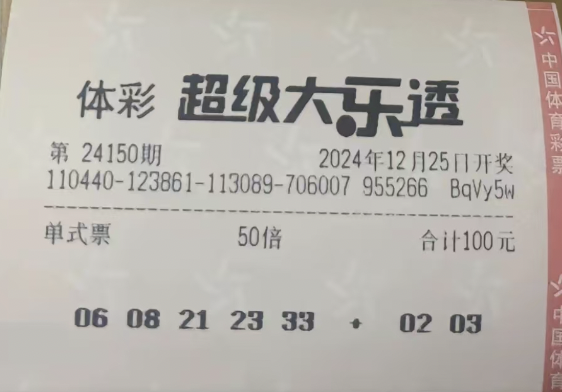 体彩 超级大乐透
第 24150期 2024年12月25日开奖
110440-123861-113089-706007 955266 BqVy5w
单式票 50倍 合计100元
06 08 21 23 33 + 02 03
中国体育彩票
中国体育